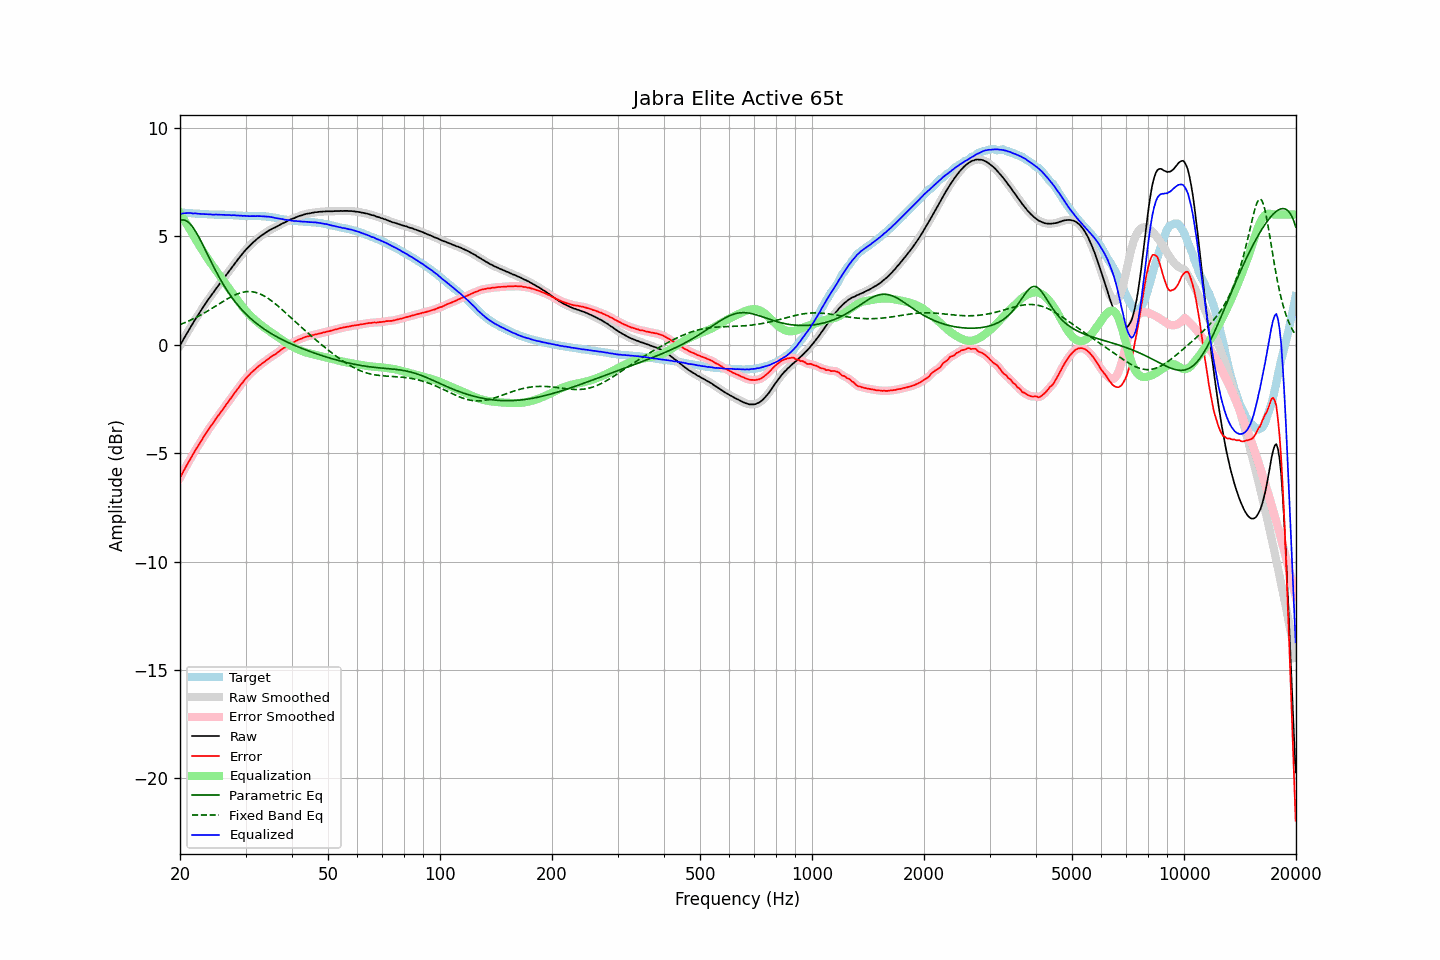 Jabra Elite Active 65t
10
5
0
−5
−10
−15
−20
Amplitude (dBr)
Target
Raw Smoothed
Error Smoothed
Raw
Error
Equalization
Parametric Eq
Fixed Band Eq
Equalized
20
50
100
200
500
1000
2000
5000
10000
20000
Frequency (Hz)